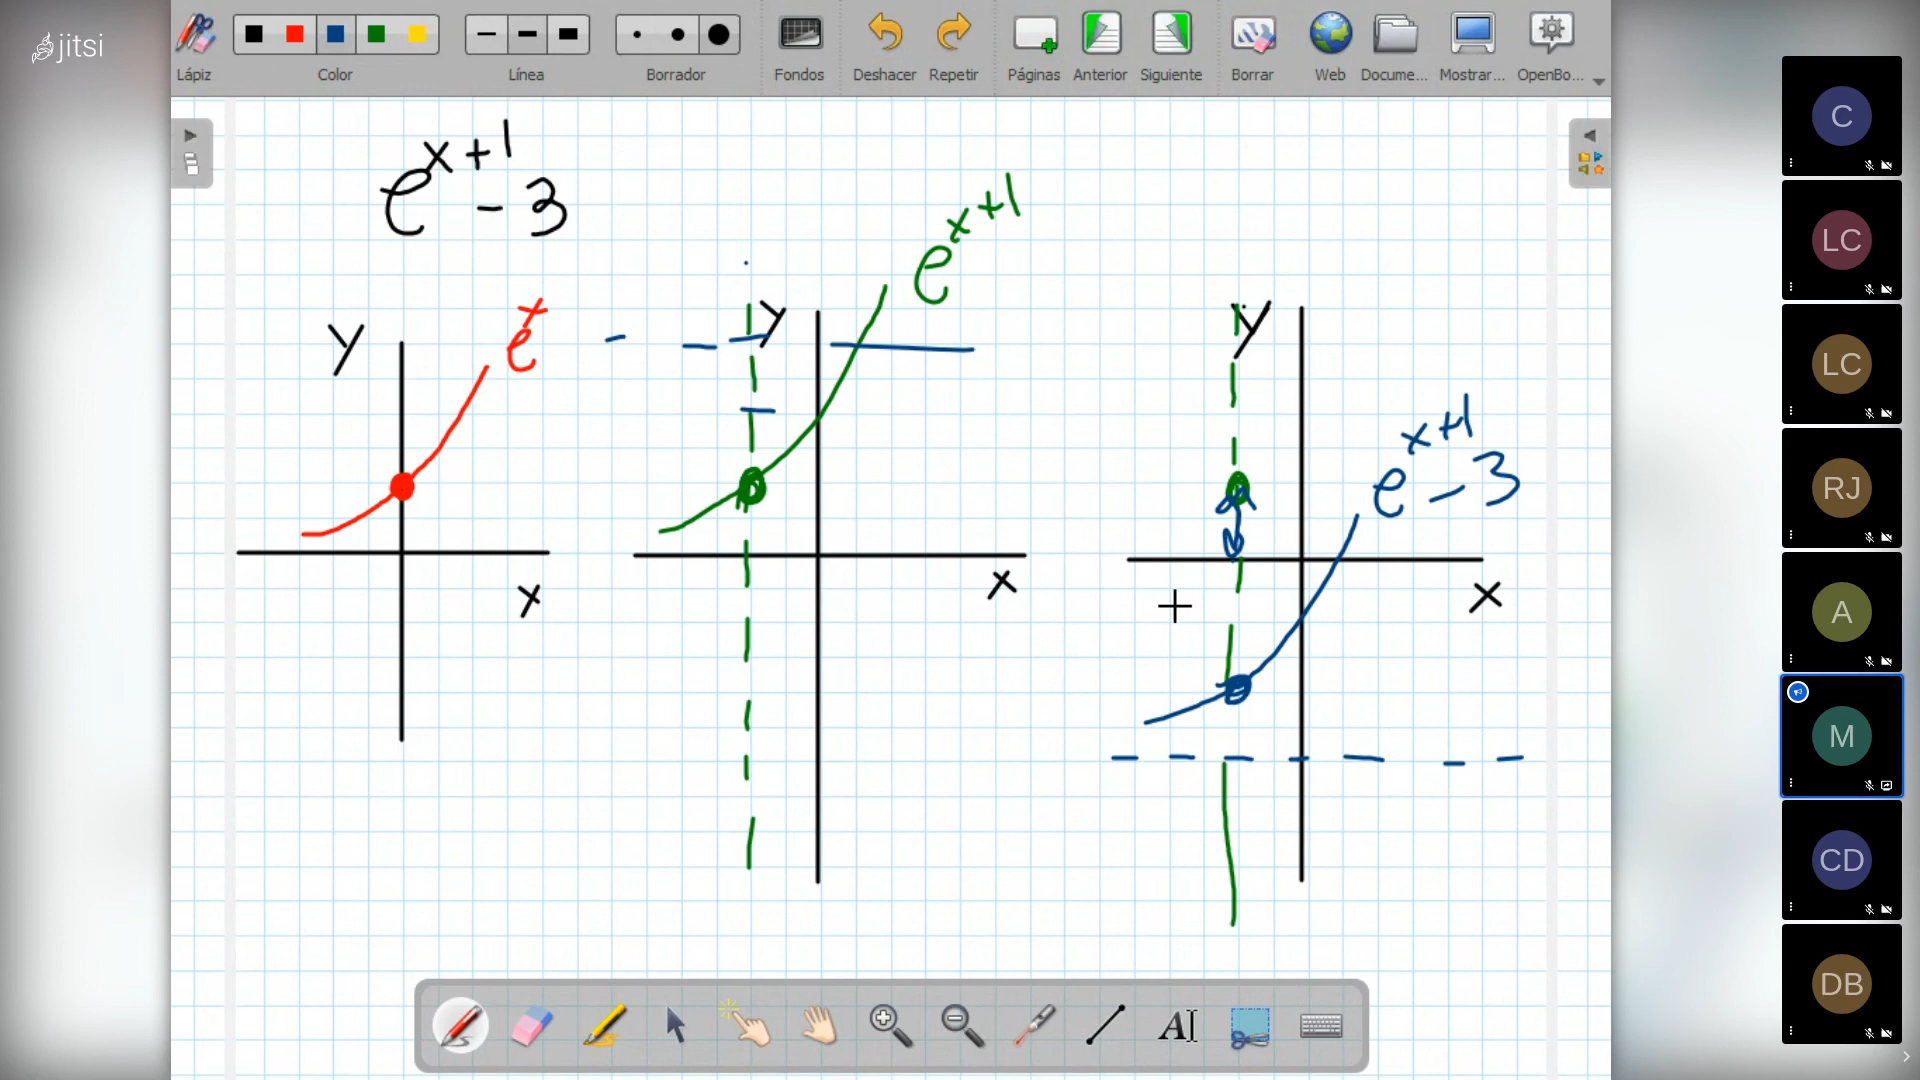 jitsi
Lápiz Color Línea Borrador Fondos Deshacer Repetir Páginas Anterior Siguiente Borrar Web Docume... Mostrar... OpenBo...
e^{x+1} - 3
e^x
e^{x+1}
e^{x+1} - 3
y
y
y
x
x
x
C
LC
LC
RJ
A
M
CD
DB
AI